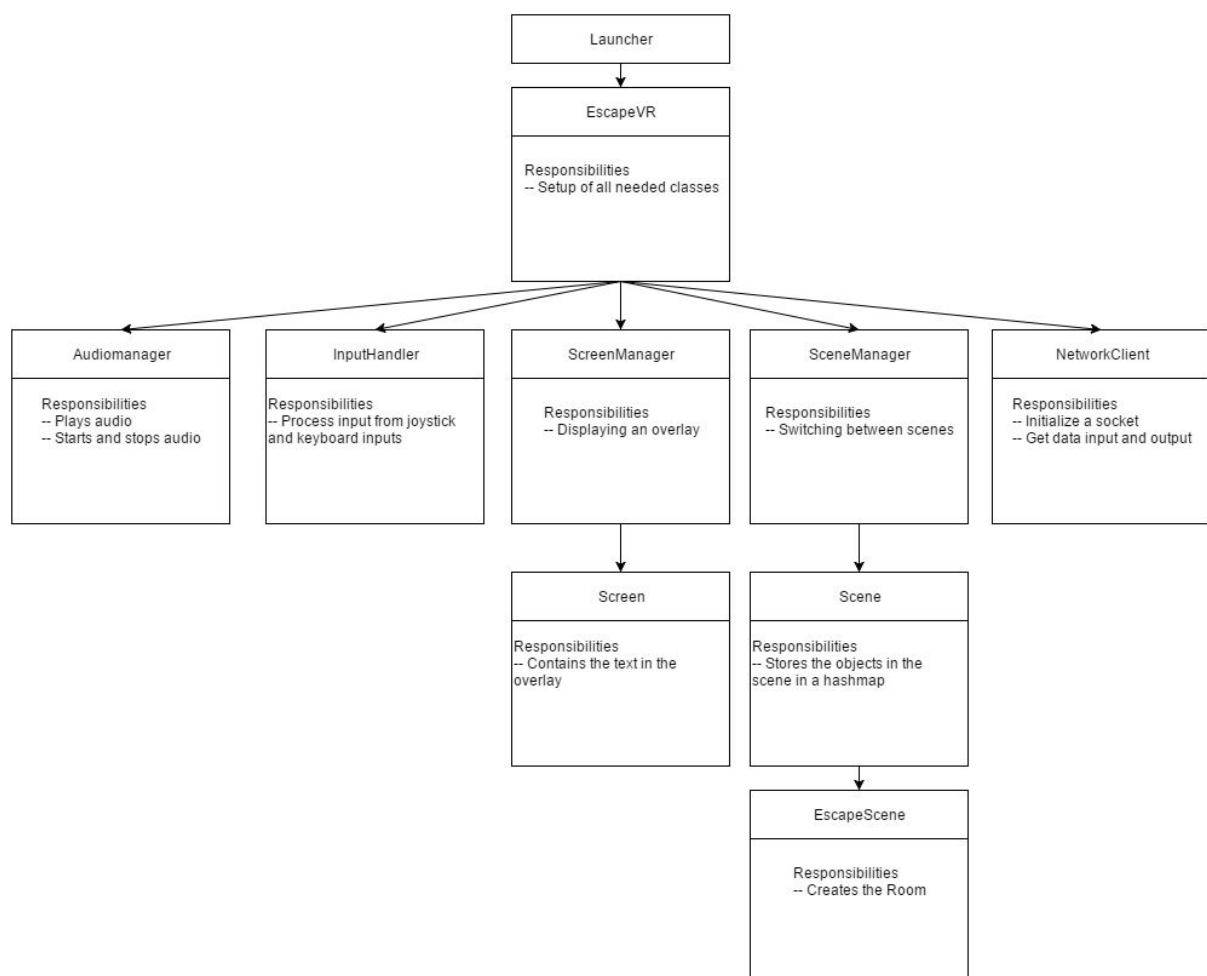 Launcher
EscapeVR
Responsibilities
-- Setup of all needed classes
Audiomanager
Responsibilities
-- Plays audio
-- Starts and stops audio
InputHandler
Responsibilities
-- Process input from joystick
and keyboard inputs
ScreenManager
Responsibilities
-- Displaying an overlay
SceneManager
Responsibilities
-- Switching between scenes
NetworkClient
Responsibilities
-- Initialize a socket
-- Get data input and output
Screen
Responsibilities
-- Contains the text in the
overlay
Scene
Responsibilities
-- Stores the objects in the
scene in a hashmap
EscapeScene
Responsibilities
-- Creates the Room